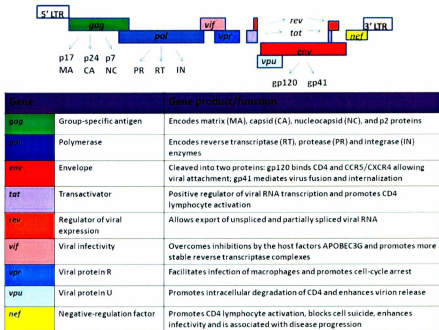 5' LTR
gag
pol
vif
vpr
rev
tat
env
vpu
nef
3' LTR
p17 p24 p7
MA CA NC
PR RT IN
gp120 gp41
Gene Gene product/function
gag Group-specific antigen Encodes matrix (MA), capsid (CA), nucleocapsid (NC), and p2 proteins
pol Polymerase Encodes reverse transcriptase (RT), protease (PR) and integrase (IN)
enzymes
env Envelope Cleaved into two proteins: gp120 binds CD4 and CCR5/CXCR4 allowing
viral attachment; gp41 mediates virus fusion and internalization
tat Transactivator Positive regulator of viral RNA transcription and promotes CD4
lymphocyte activation
rev Regulator of viral Allows export of unspliced and partially spliced viral RNA
expression
vif Viral infectivity Overcomes inhibitions by the host factors APOBEC3G and promotes more
stable reverse transcriptase complexes
vpr Viral protein R Facilitates infection of macrophages and promotes cell-cycle arrest
vpu Viral protein U Promotes intracellular degradation of CD4 and enhances virion release
nef Negative-regulation factor Promotes CD4 lymphocyte activation, blocks cell suicide, enhances
infectivity and is associated with disease progression